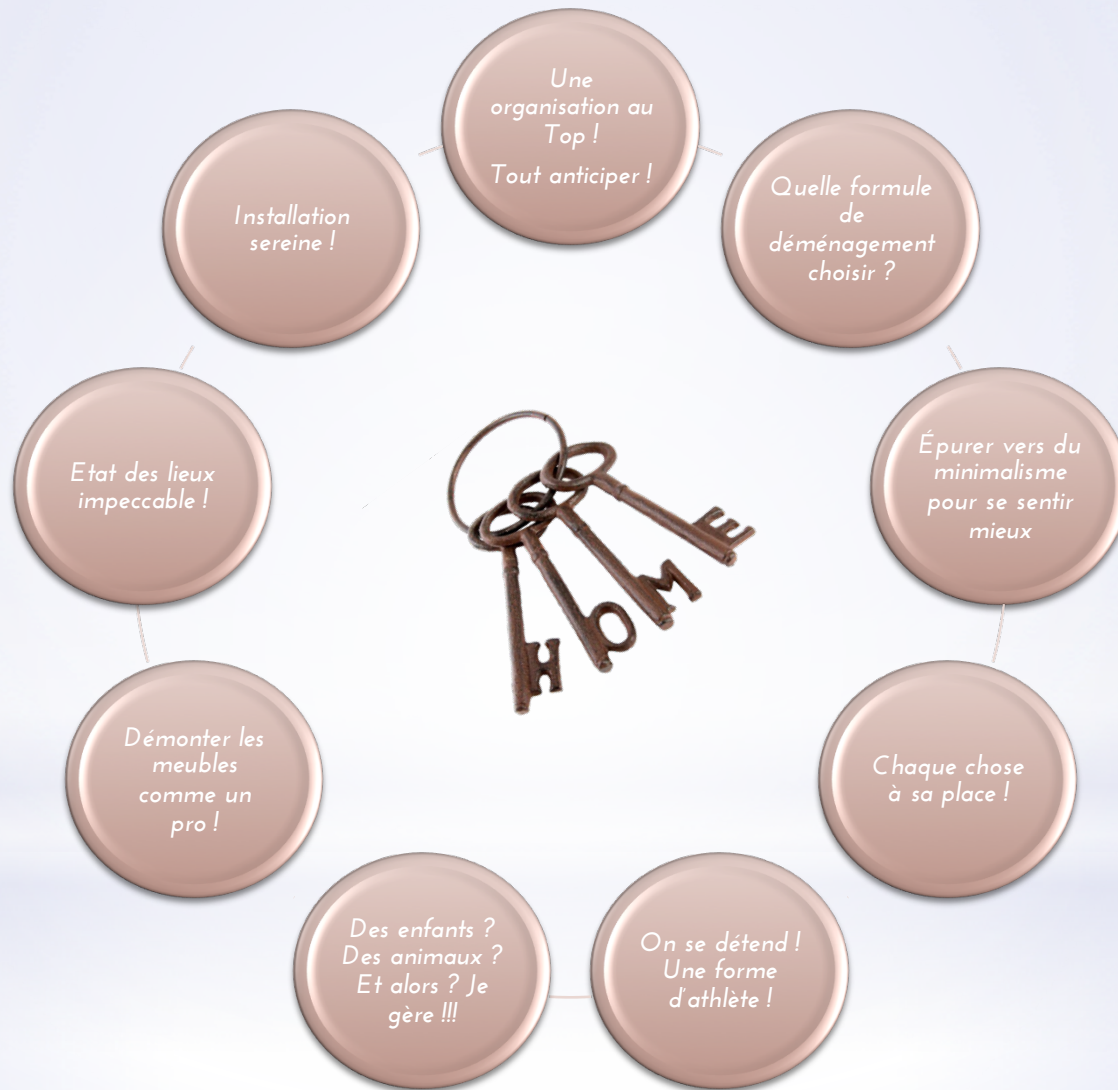 Une
organisation au
Top !
Tout anticiper !
Quelle formule
de
déménagement
choisir ?
Épurer vers du
minimalisme
pour se sentir
mieux
Chaque chose
à sa place !
On se détend !
Une forme
d'athlète !
Des enfants ?
Des animaux ?
Et alors ? Je
gère !!!
Démonter les
meubles
comme un
pro !
Etat des lieux
impeccable !
Installation
sereine !
HOME